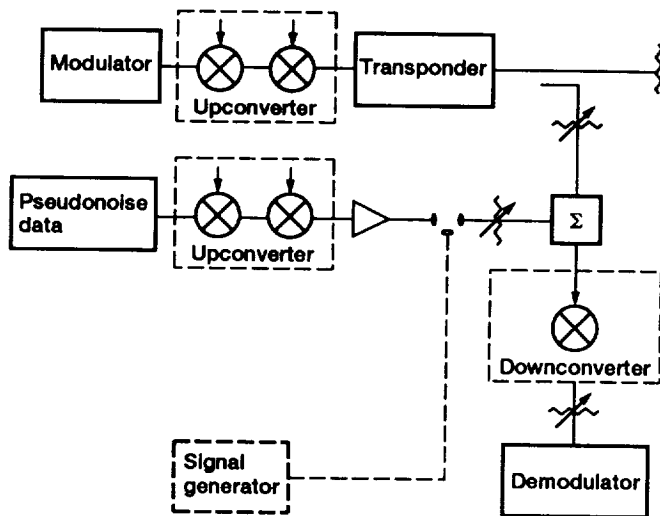 Modulator
Upconverter
Transponder
Pseudonoise
data
Upconverter
Σ
Downconverter
Signal
generator
Demodulator